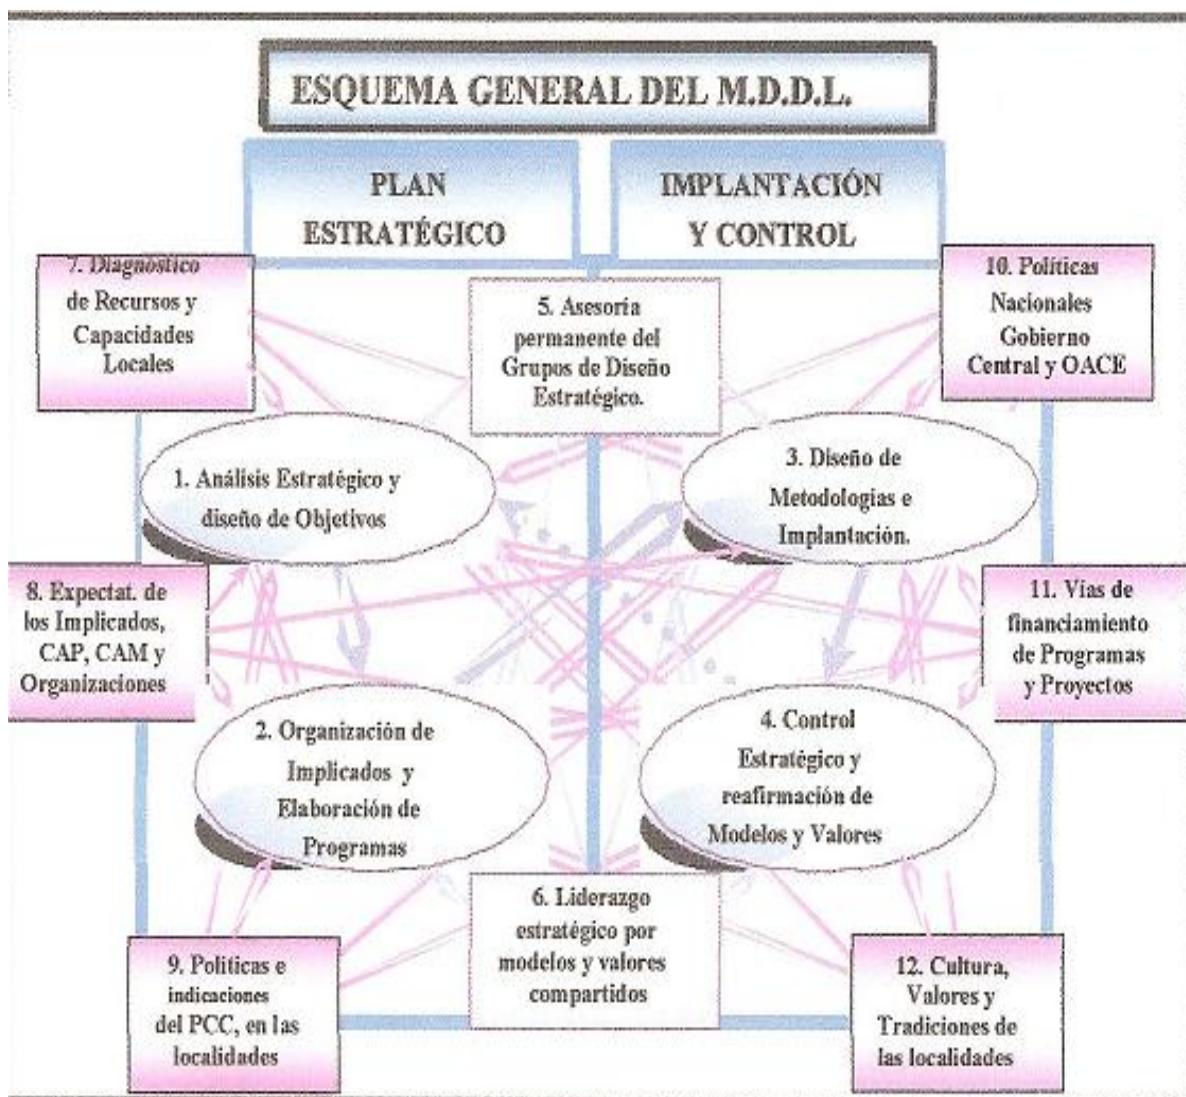 ESQUEMA GENERAL DEL M.D.D.L.
PLAN
ESTRATÉGICO
IMPLANTACIÓN
Y CONTROL
7. Diagnostico
de Recursos y
Capacidades
Locales
5. Asesoría
permanente del
Grupos de Diseño
Estratégico.
10. Políticas
Nacionales
Gobierno
Central y OACE
1. Análisis Estratégico y
diseño de Objetivos
3. Diseño de
Metodologías e
Implantación.
8. Expectat. de
los Implicados,
CAP, CAM y
Organizaciones
11. Vías de
financiamiento
de Programas
y Proyectos
2. Organización de
Implicados y
Elaboración de
Programas
4. Control
Estratégico y
reafirmación de
Modelos y Valores
9. Politicas e
indicaciones
del PCC, en las
localidades
6. Liderazgo
estratégico por
modelos y valores
compartidos
12. Cultura,
Valores y
Tradiciones de
las localidades